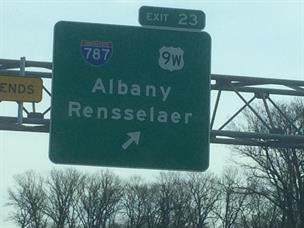 EXIT 23
787
9W
Albany
Rensselaer
ENDS